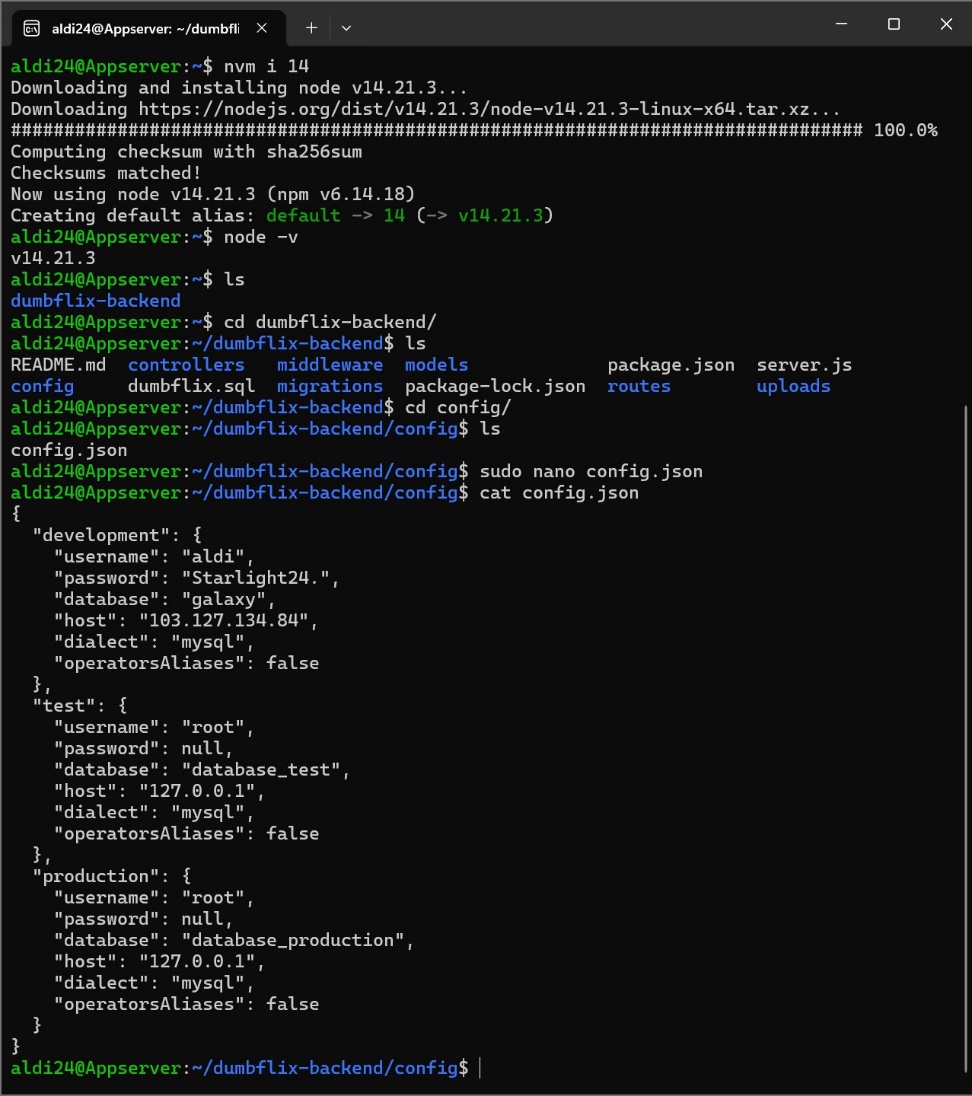 aldi24@Appserver: ~/dumbfli
aldi24@Appserver:~$ nvm i 14
Downloading and installing node v14.21.3...
Downloading https://nodejs.org/dist/v14.21.3/node-v14.21.3-linux-x64.tar.xz...
################################################################################ 100.0%
Computing checksum with sha256sum
Checksums matched!
Now using node v14.21.3 (npm v6.14.18)
Creating default alias: default -> 14 (-> v14.21.3)
aldi24@Appserver:~$ node -v
v14.21.3
aldi24@Appserver:~$ ls
dumbflix-backend
aldi24@Appserver:~$ cd dumbflix-backend/
aldi24@Appserver:~/dumbflix-backend$ ls
README.md  controllers   middleware  models             package.json  server.js
config     dumbflix.sql  migrations  package-lock.json  routes        uploads
aldi24@Appserver:~/dumbflix-backend$ cd config/
aldi24@Appserver:~/dumbflix-backend/config$ ls
config.json
aldi24@Appserver:~/dumbflix-backend/config$ sudo nano config.json
aldi24@Appserver:~/dumbflix-backend/config$ cat config.json
{
  "development": {
    "username": "aldi",
    "password": "Starlight24.",
    "database": "galaxy",
    "host": "103.127.134.84",
    "dialect": "mysql",
    "operatorsAliases": false
  },
  "test": {
    "username": "root",
    "password": null,
    "database": "database_test",
    "host": "127.0.0.1",
    "dialect": "mysql",
    "operatorsAliases": false
  },
  "production": {
    "username": "root",
    "password": null,
    "database": "database_production",
    "host": "127.0.0.1",
    "dialect": "mysql",
    "operatorsAliases": false
  }
}
aldi24@Appserver:~/dumbflix-backend/config$